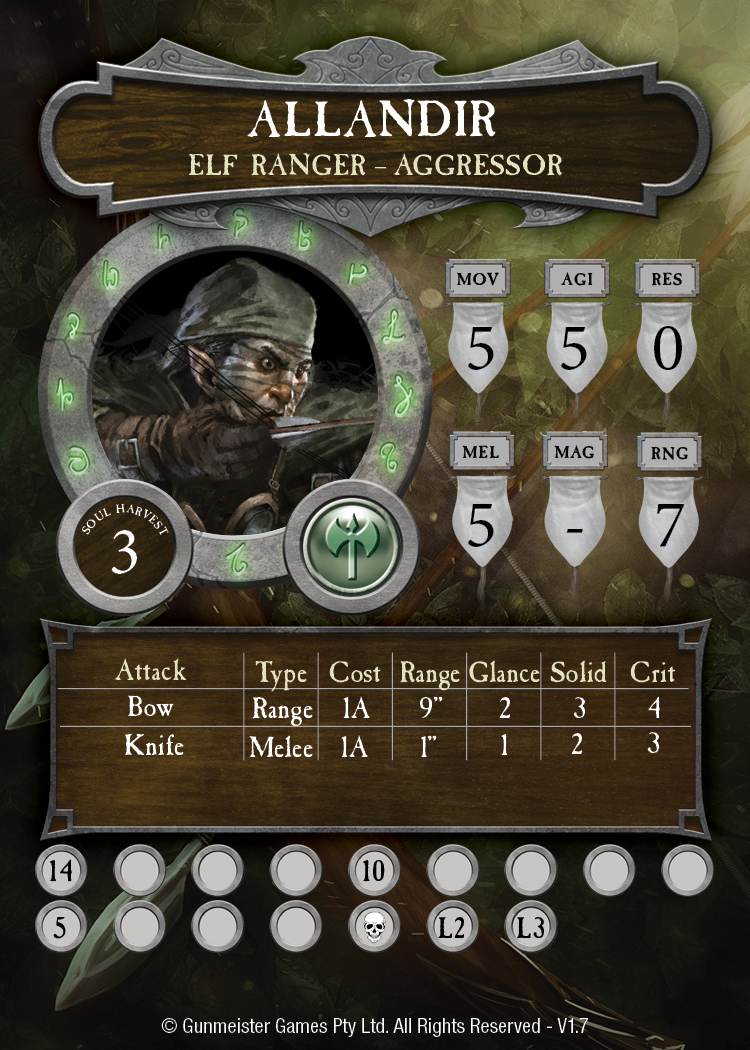 ALLANDIR
ELF RANGER – AGGRESSOR
MOV AGI RES
5 5 0
MEL MAG RNG
5 - 7
SOUL HARVEST
3
Attack Type Cost Range Glance Solid Crit
Bow Range 1A 9" 2 3 4
Knife Melee 1A 1" 1 2 3
14 10
5 L2 L3
© Gunmeister Games Pty Ltd. All Rights Reserved - V1.7